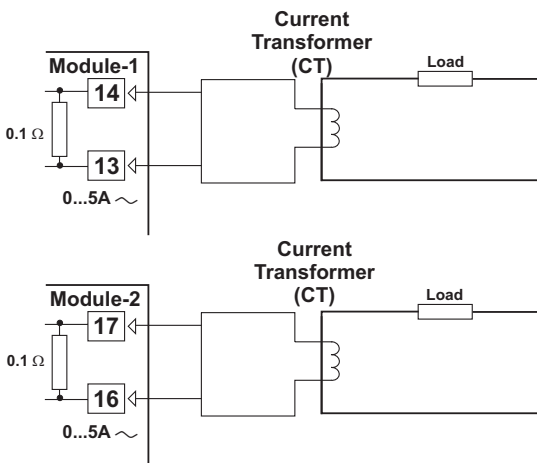 Current
Transformer
(CT)
Load
Module-1
14
0.1 Ω
13
0...5A ～
Current
Transformer
(CT)
Load
Module-2
17
0.1 Ω
16
0...5A ～